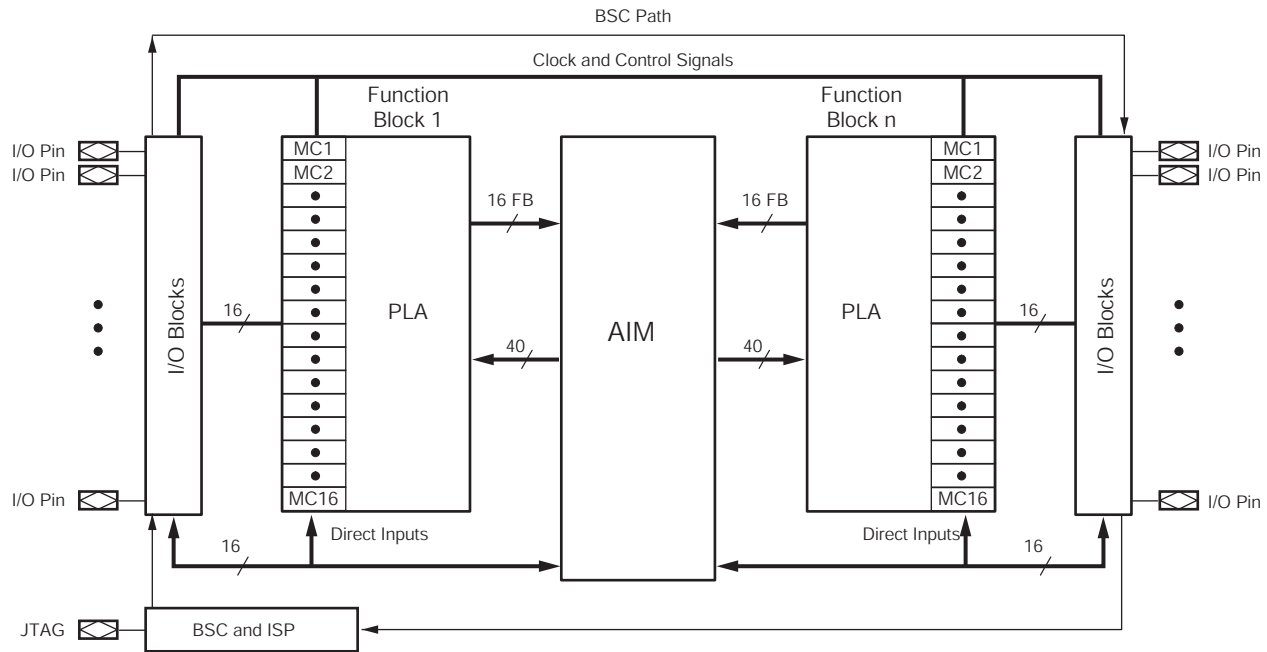 BSC Path
Clock and Control Signals
Function
Block 1
Function
Block n
I/O Pin
I/O Pin
MC1
MC2
MC1
MC2
I/O Pin
I/O Pin
16 FB
16 FB
I/O Blocks
16
PLA
AIM
PLA
16
I/O Blocks
40
40
I/O Pin
MC16
MC16
I/O Pin
Direct Inputs
Direct Inputs
16
16
JTAG
BSC and ISP